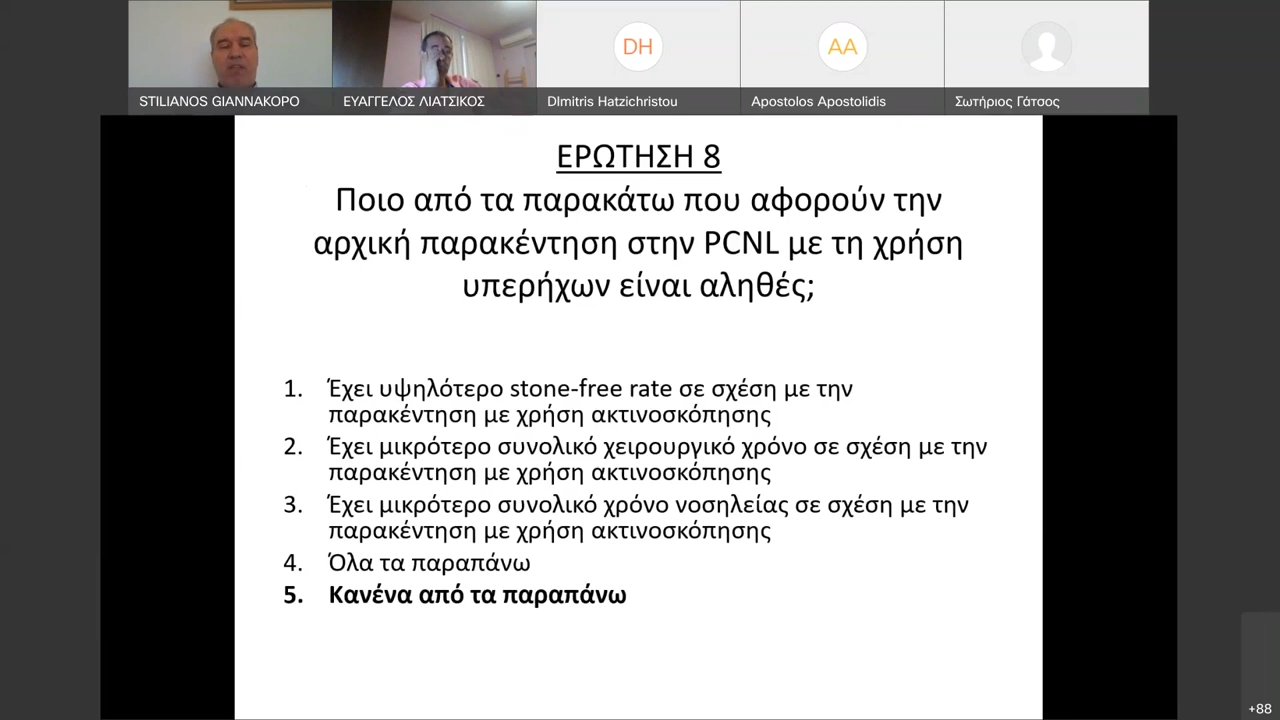 DH
AA
STILIANOS GIANNAKOPO
ΕΥΑΓΓΕΛΟΣ ΛΙΑΤΣΙΚΟΣ
DImitris Hatzichristou
Apostolos Apostolidis
Σωτήριος Γάτσος
ΕΡΩΤΗΣΗ 8
Ποιο από τα παρακάτω που αφορούν την
αρχική παρακέντηση στην PCNL με τη χρήση
υπερήχων είναι αληθές;
1. Έχει υψηλότερο stone-free rate σε σχέση με την
παρακέντηση με χρήση ακτινοσκόπησης
2. Έχει μικρότερο συνολικό χειρουργικό χρόνο σε σχέση με την
παρακέντηση με χρήση ακτινοσκόπησης
3. Έχει μικρότερο συνολικό χρόνο νοσηλείας σε σχέση με την
παρακέντηση με χρήση ακτινοσκόπησης
4. Όλα τα παραπάνω
5. Κανένα από τα παραπάνω
+88